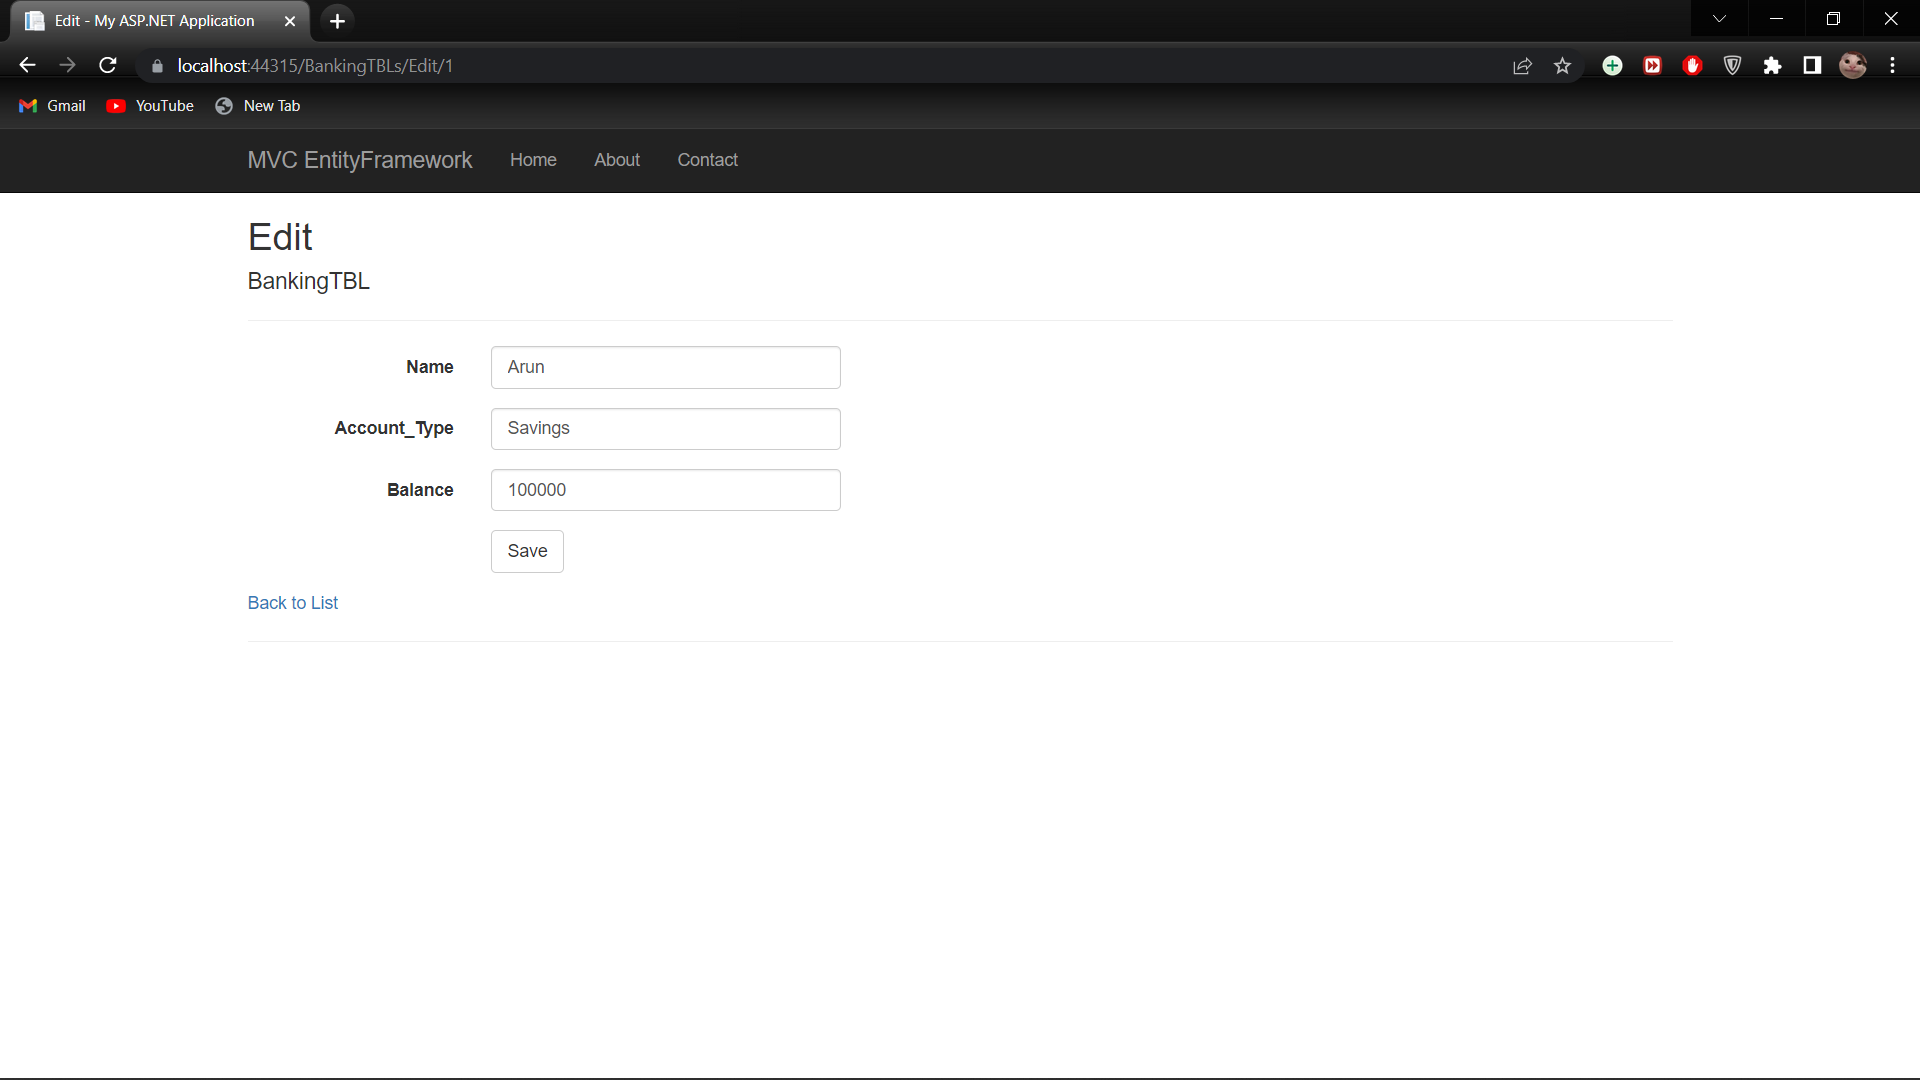 Edit - My ASP.NET Application
localhost:44315/BankingTBLs/Edit/1
Gmail YouTube New Tab
MVC EntityFramework Home About Contact
Edit
BankingTBL
Name Arun
Account_Type Savings
Balance 100000
Save
Back to List